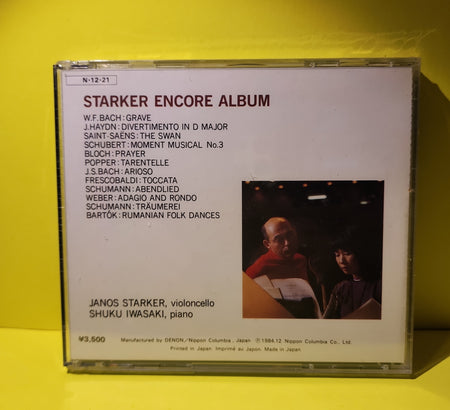 N-12-21
STARKER ENCORE ALBUM
W.F.BACH:GRAVE
J.HAYDN:DIVERTIMENTO IN D MAJOR
SAINT-SAËNS:THE SWAN
SCHUBERT:MOMENT MUSICAL No.3
BLOCH:PRAYER
POPPER:TARENTELLE
J.S.BACH:ARIOSO
FRESCOBALDI:TOCCATA
SCHUMANN:ABENDLIED
WEBER:ADAGIO AND RONDO
SCHUMANN:TRÄUMEREI
BARTÓK:RUMANIAN FOLK DANCES
JANOS STARKER, violoncello
SHUKU IWASAKI, piano
¥3,500
Manufactured by DENON/Nippon Columbia, Japan ℗1984.12 Nippon Columbia Co., Ltd.
Printed in Japan. Imprimé au Japon. Made in Japan